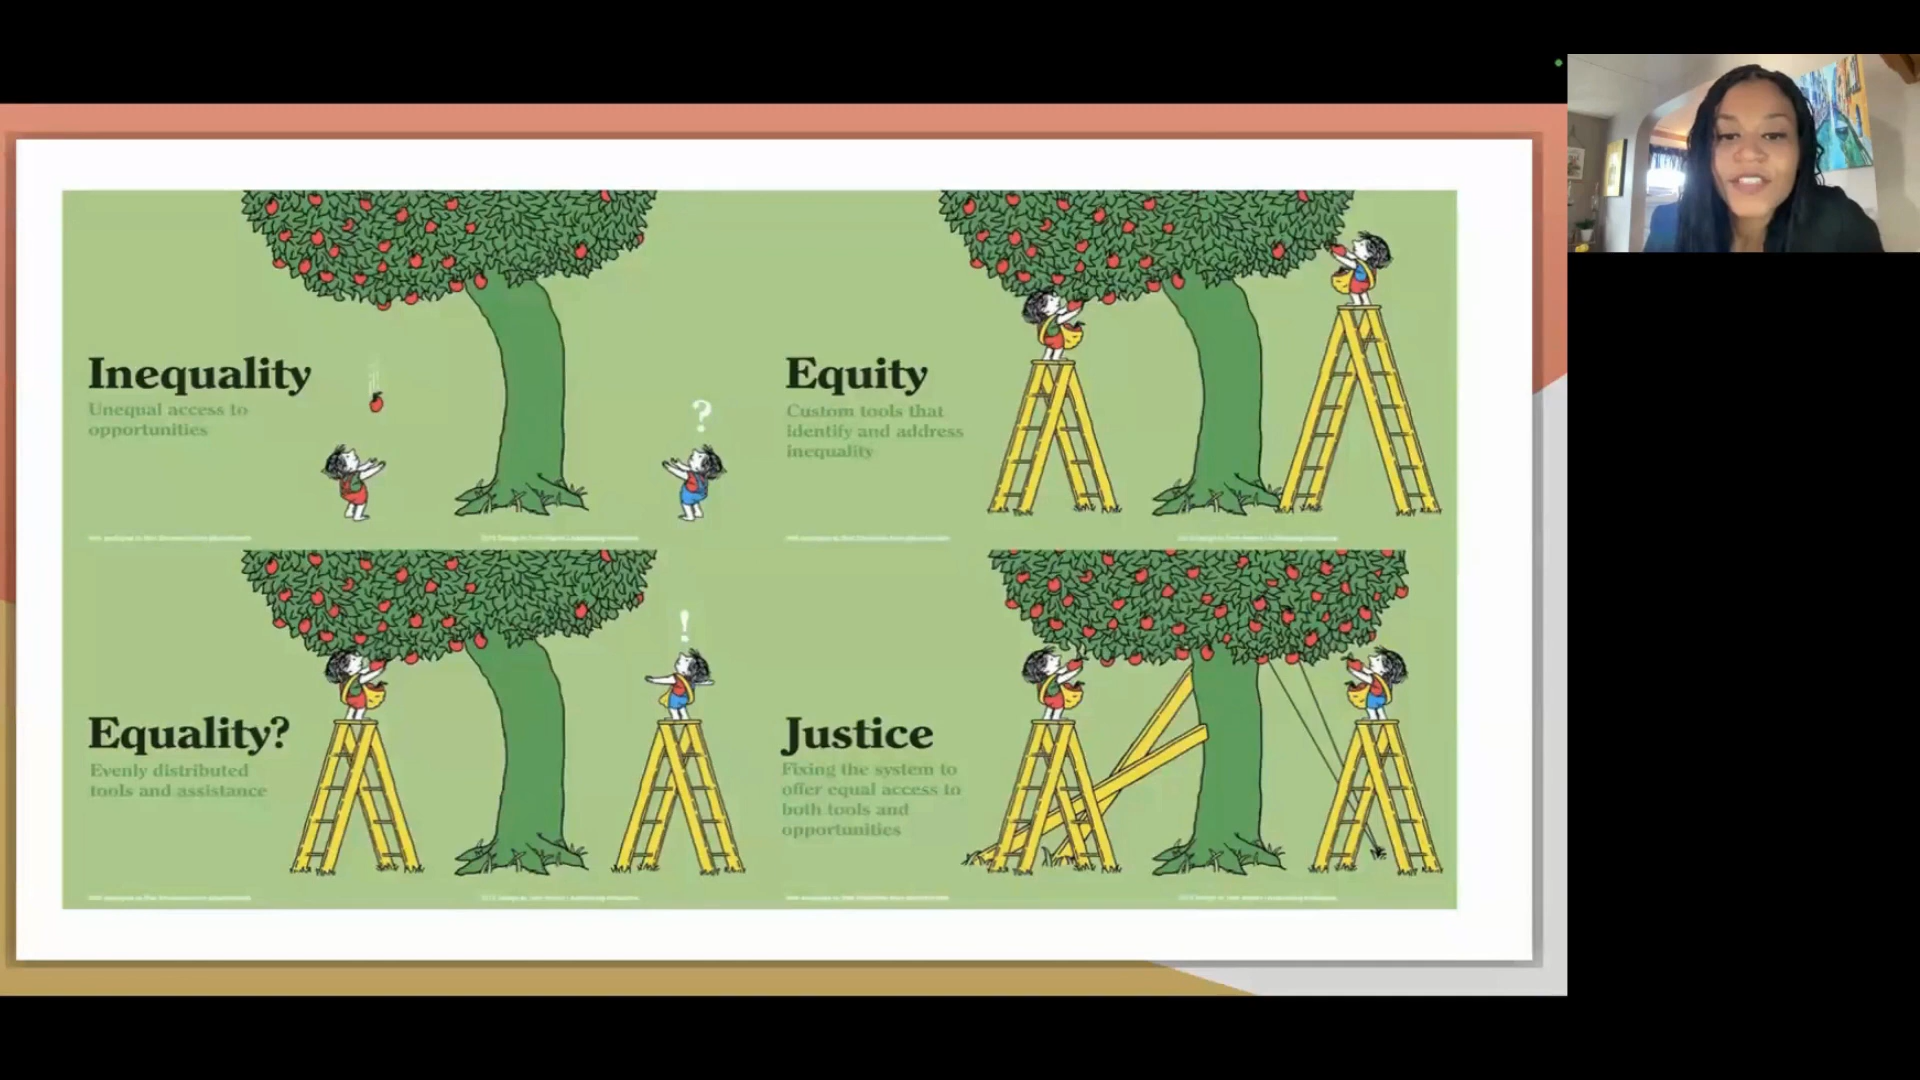 Inequality
Unequal access to
opportunities
?
Equity
Custom tools that
identify and address
inequality
Equality?
Evenly distributed
tools and assistance
!
Justice
Fixing the system to
offer equal access to
both tools and
opportunities